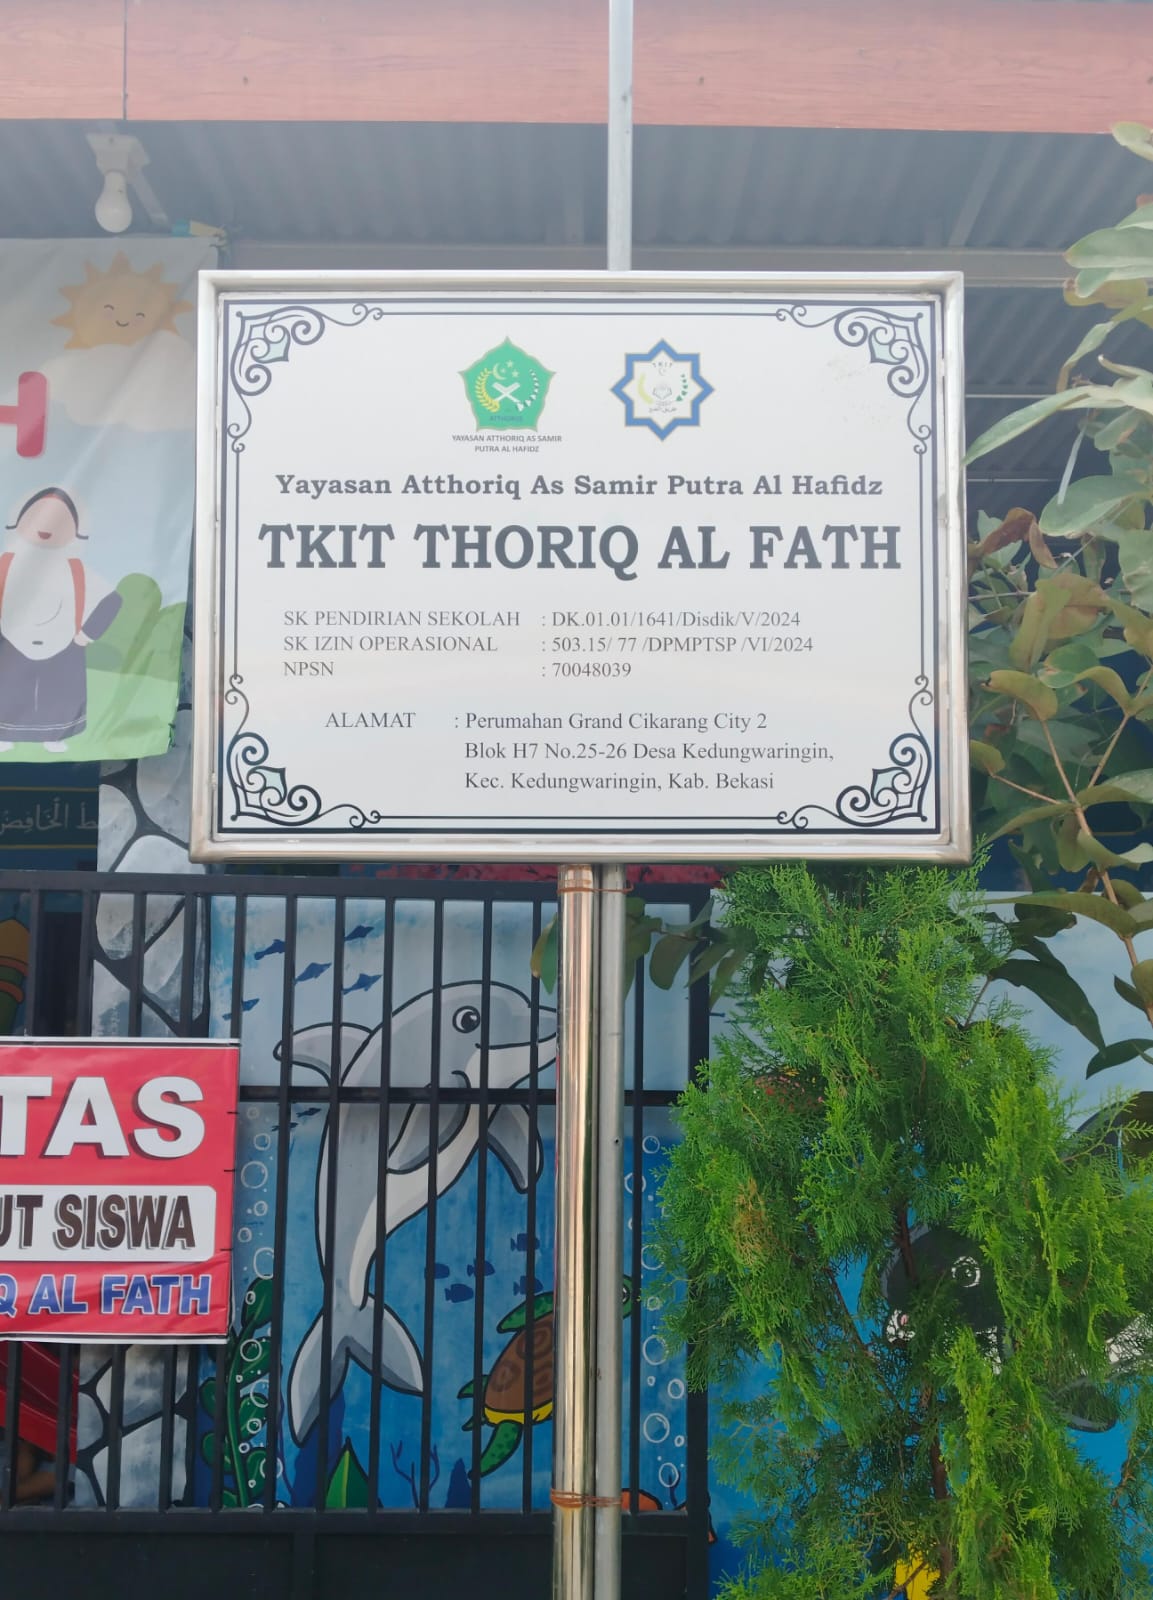 ATTHORIQ
YAYASAN ATTHORIQ AS SAMIR
PUTRA AL HAFIDZ
TKIT
Yayasan Atthoriq As Samir Putra Al Hafidz
TKIT THORIQ AL FATH
SK PENDIRIAN SEKOLAH : DK.01.01/1641/Disdik/V/2024
SK IZIN OPERASIONAL : 503.15/ 77 /DPMPTSP /VI/2024
NPSN : 70048039
ALAMAT : Perumahan Grand Cikarang City 2
Blok H7 No.25-26 Desa Kedungwaringin,
Kec. Kedungwaringin, Kab. Bekasi
TAS
UT SISWA
Q AL FATH